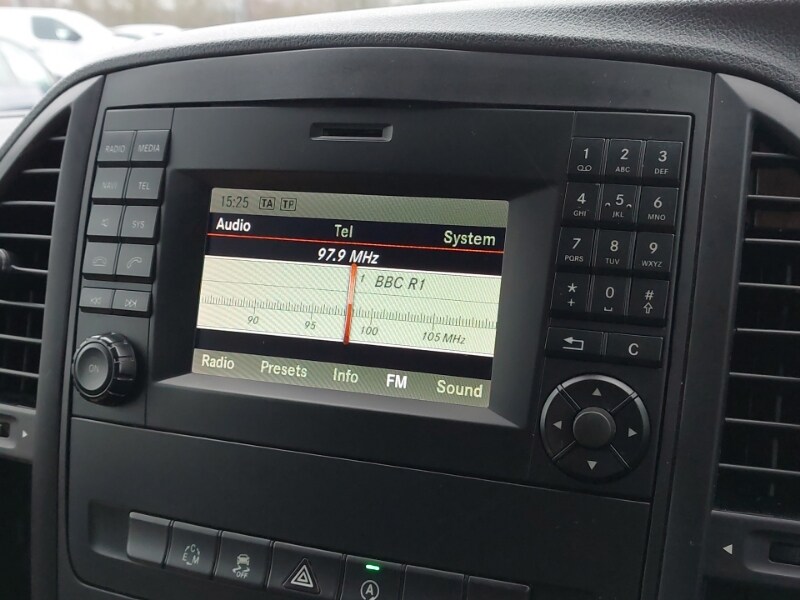 RADIO MEDIA
NAVI TEL
SYS
ON
15:25 TA TP
Audio Tel System
97.9 MHz
1 BBC R1
90 95 100 105 MHz
Radio Presets Info FM Sound
1 2 ABC 3 DEF
4 GHI 5 JKL 6 MNO
7 PQRS 8 TUV 9 WXYZ
* + 0 #
C
C E M
OFF
A